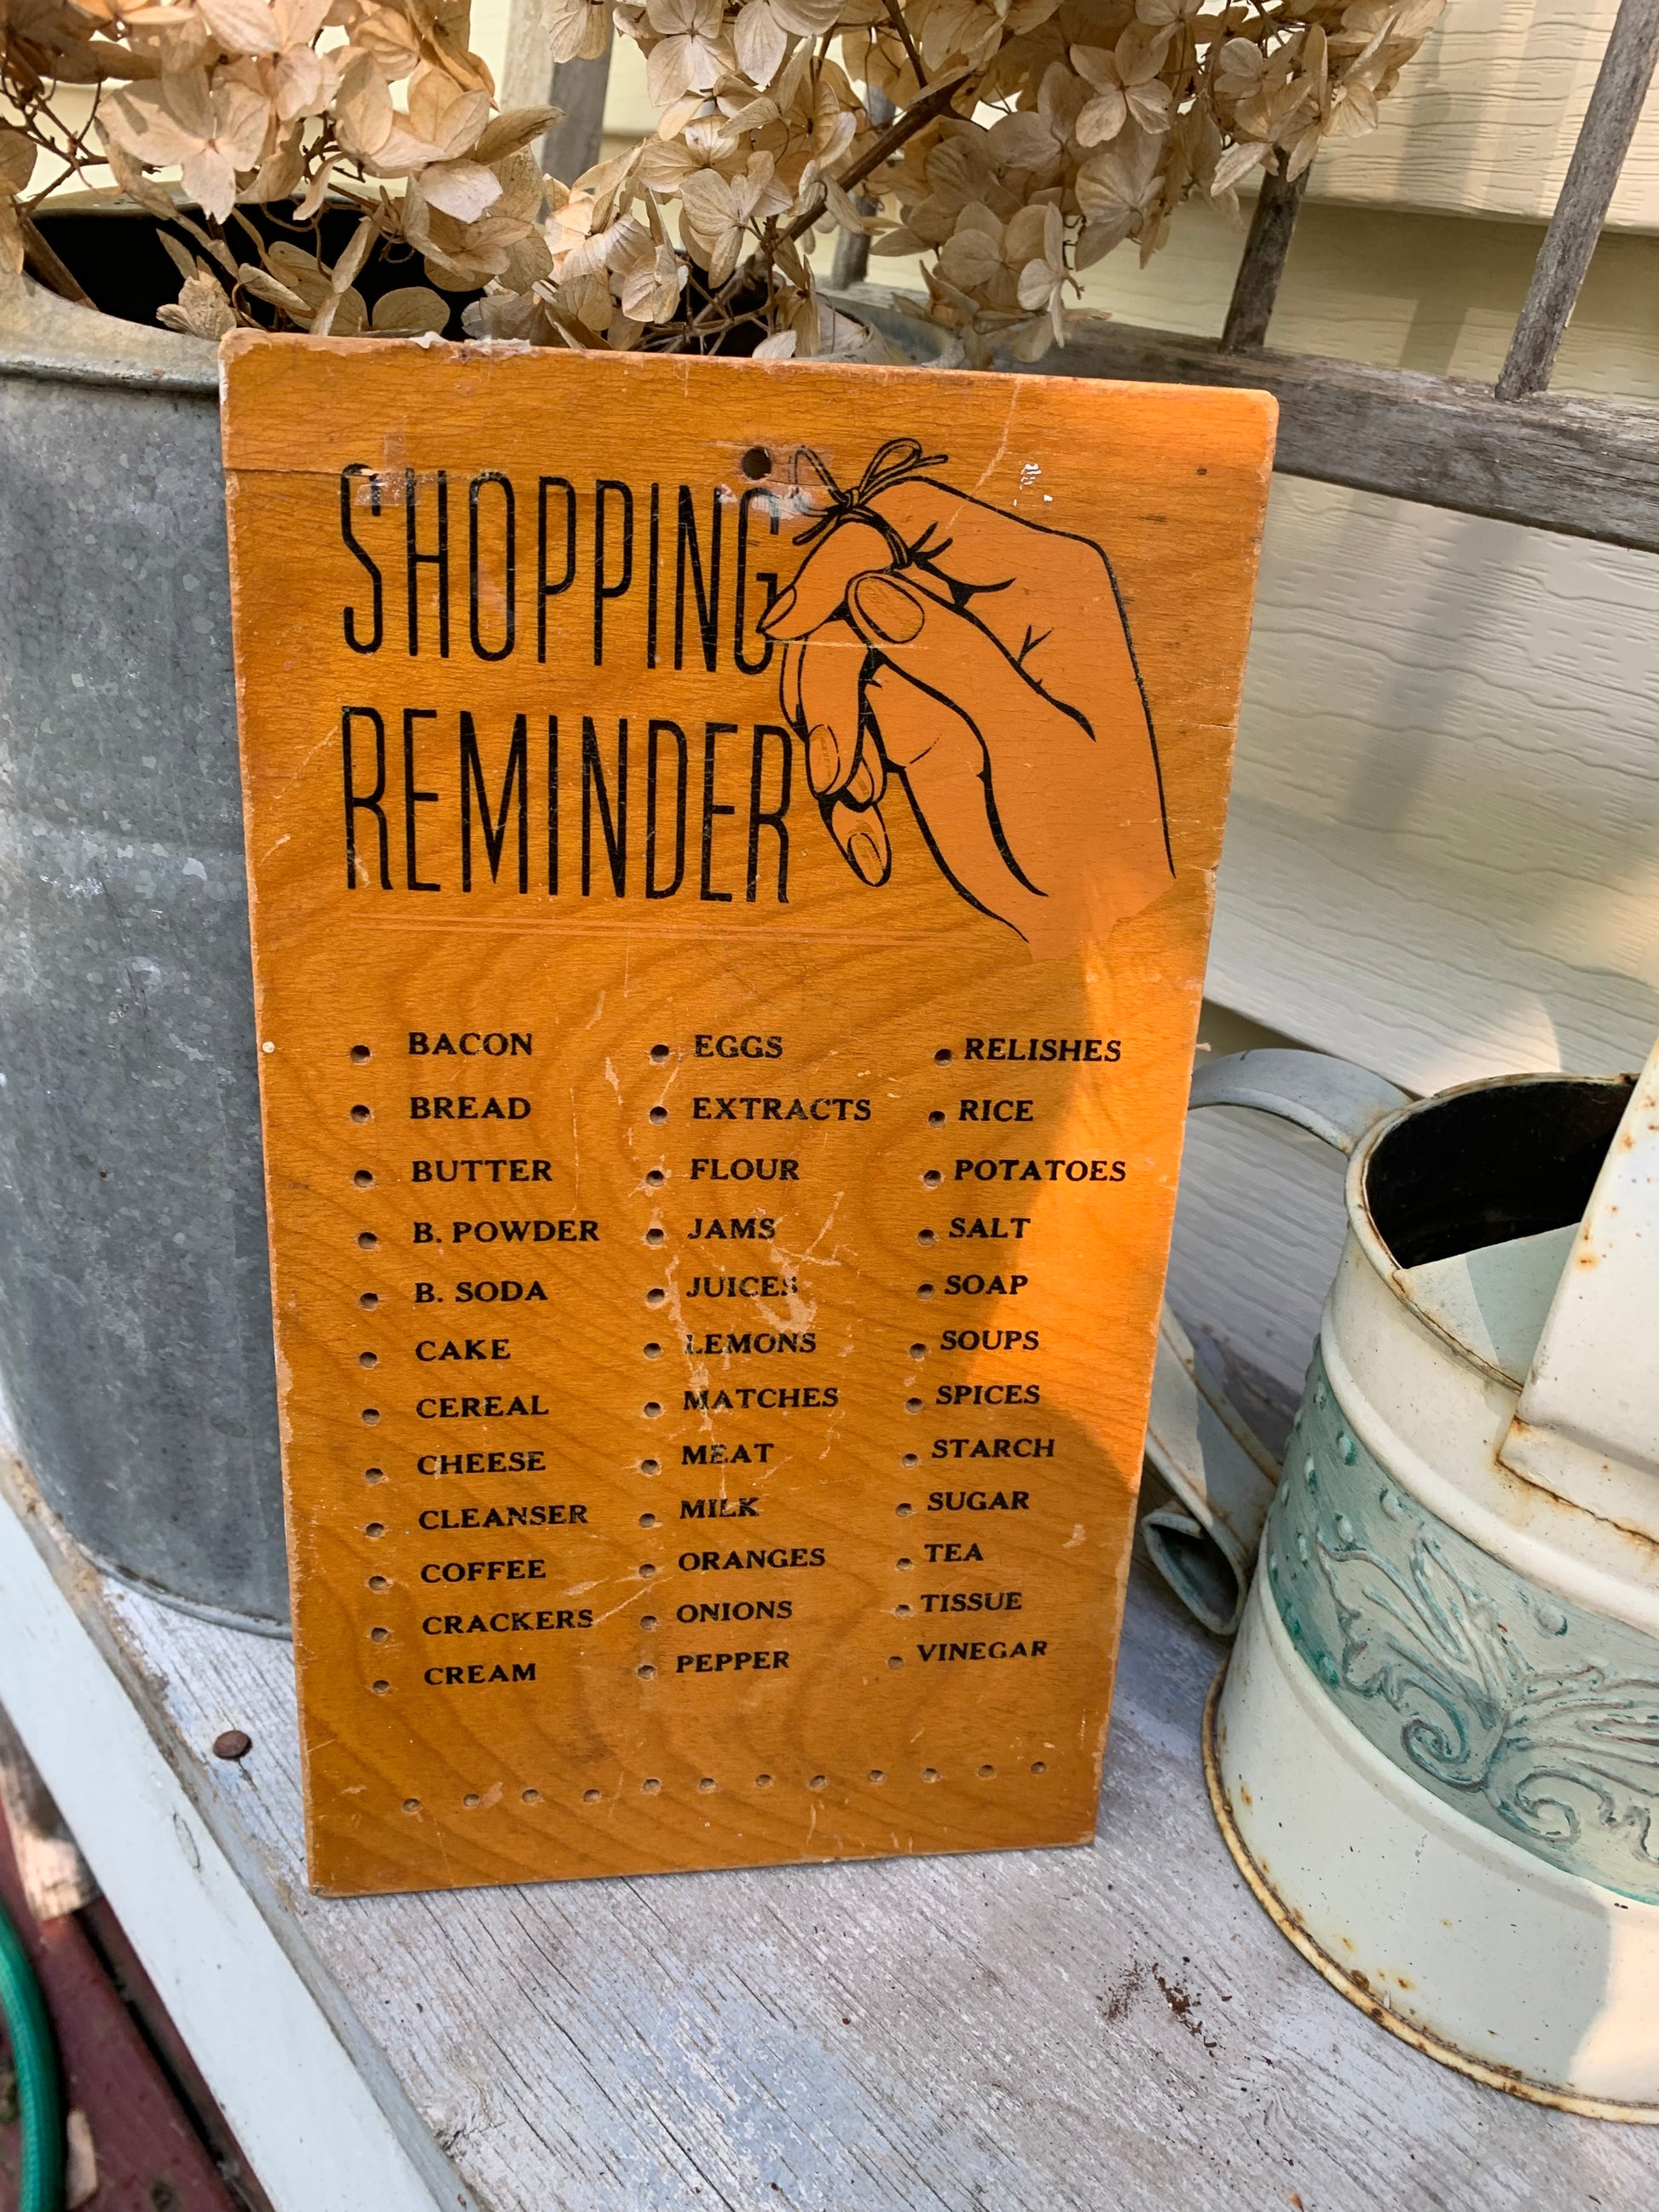 SHOPPING
REMINDER
BACON
BREAD
BUTTER
B. POWDER
B. SODA
CAKE
CEREAL
CHEESE
CLEANSER
COFFEE
CRACKERS
CREAM
EGGS
EXTRACTS
FLOUR
JAMS
JUICES
LEMONS
MATCHES
MEAT
MILK
ORANGES
ONIONS
PEPPER
RELISHES
RICE
POTATOES
SALT
SOAP
SOUPS
SPICES
STARCH
SUGAR
TEA
TISSUE
VINEGAR